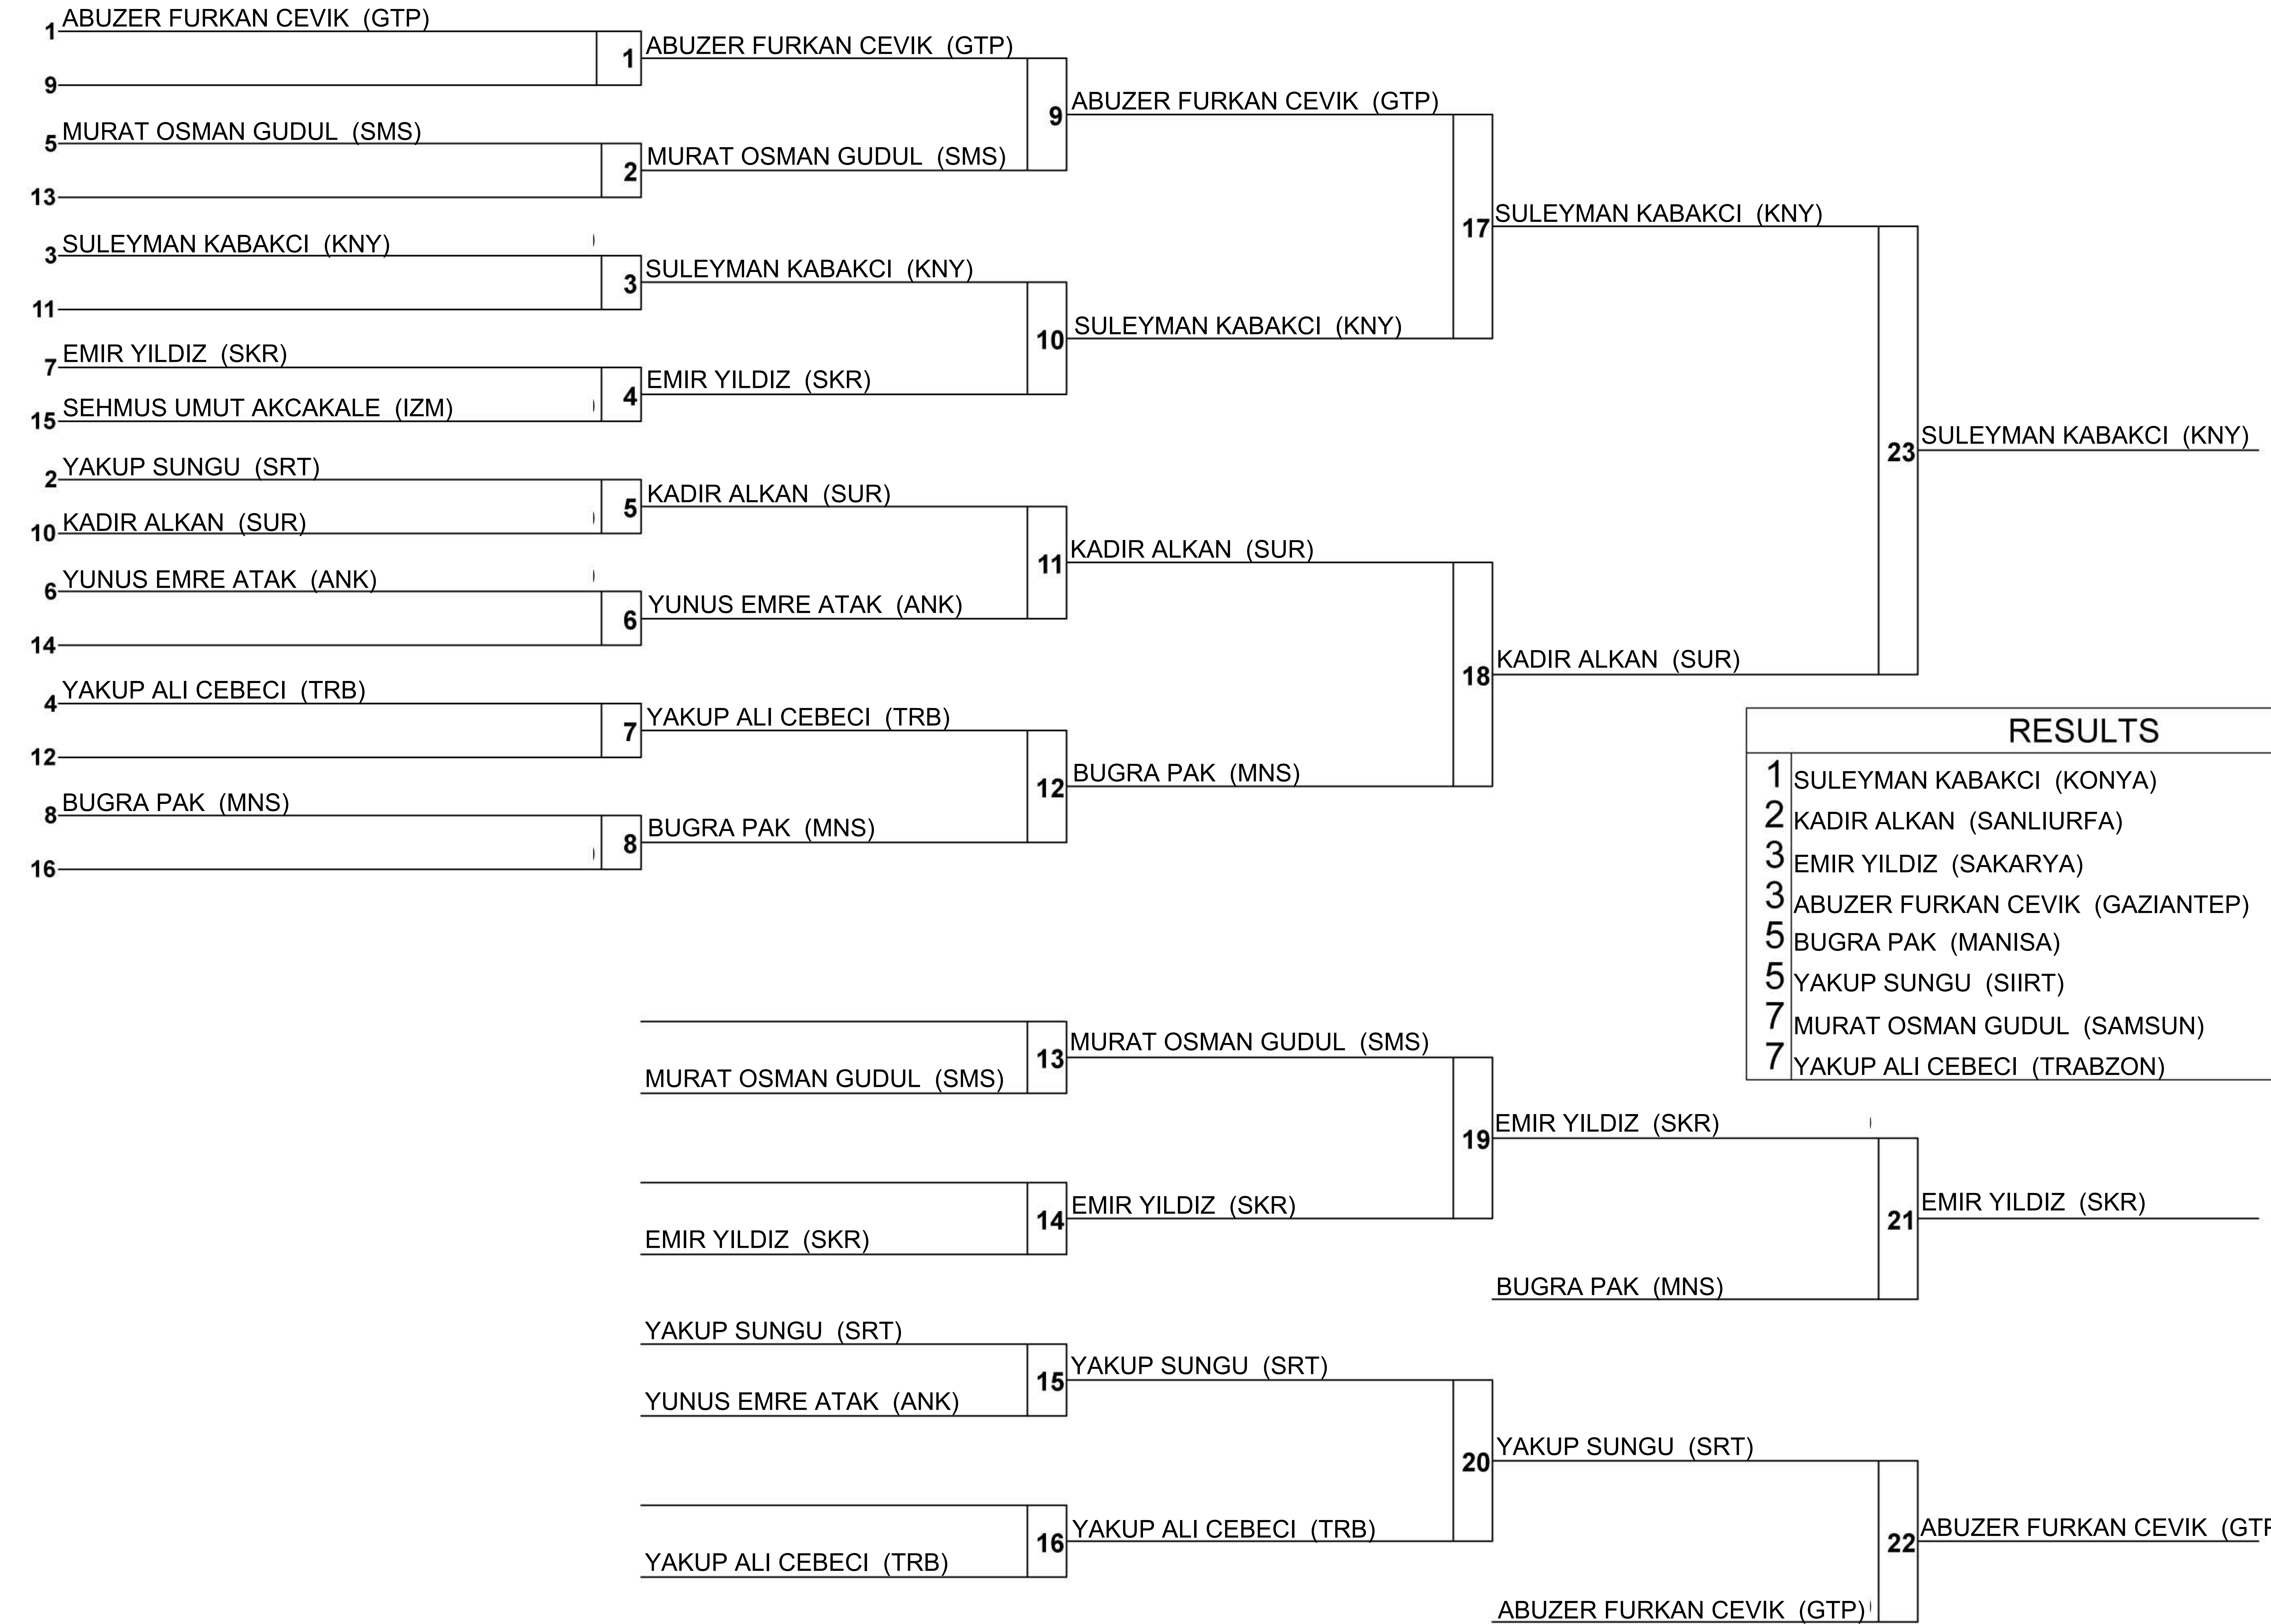 1 ABUZER FURKAN CEVIK (GTP)
9
1 ABUZER FURKAN CEVIK (GTP)
5 MURAT OSMAN GUDUL (SMS)
13
2 MURAT OSMAN GUDUL (SMS)
9 ABUZER FURKAN CEVIK (GTP)
3 SULEYMAN KABAKCI (KNY)
11
3 SULEYMAN KABAKCI (KNY)
7 EMIR YILDIZ (SKR)
15 SEHMUS UMUT AKCAKALE (IZM)
4 EMIR YILDIZ (SKR)
10 SULEYMAN KABAKCI (KNY)
17 SULEYMAN KABAKCI (KNY)
2 YAKUP SUNGU (SRT)
10 KADIR ALKAN (SUR)
5 KADIR ALKAN (SUR)
6 YUNUS EMRE ATAK (ANK)
14
6 YUNUS EMRE ATAK (ANK)
11 KADIR ALKAN (SUR)
4 YAKUP ALI CEBECI (TRB)
12
7 YAKUP ALI CEBECI (TRB)
8 BUGRA PAK (MNS)
16
8 BUGRA PAK (MNS)
12 BUGRA PAK (MNS)
18 KADIR ALKAN (SUR)
23 SULEYMAN KABAKCI (KNY)
RESULTS
1 SULEYMAN KABAKCI (KONYA)
2 KADIR ALKAN (SANLIURFA)
3 EMIR YILDIZ (SAKARYA)
3 ABUZER FURKAN CEVIK (GAZIANTEP)
5 BUGRA PAK (MANISA)
5 YAKUP SUNGU (SIIRT)
7 MURAT OSMAN GUDUL (SAMSUN)
7 YAKUP ALI CEBECI (TRABZON)
MURAT OSMAN GUDUL (SMS)
13 MURAT OSMAN GUDUL (SMS)
EMIR YILDIZ (SKR)
14 EMIR YILDIZ (SKR)
19 EMIR YILDIZ (SKR)
BUGRA PAK (MNS)
21 EMIR YILDIZ (SKR)
YAKUP SUNGU (SRT)
YUNUS EMRE ATAK (ANK)
15 YAKUP SUNGU (SRT)
YAKUP ALI CEBECI (TRB)
16 YAKUP ALI CEBECI (TRB)
20 YAKUP SUNGU (SRT)
ABUZER FURKAN CEVIK (GTP)
22 ABUZER FURKAN CEVIK (GTP